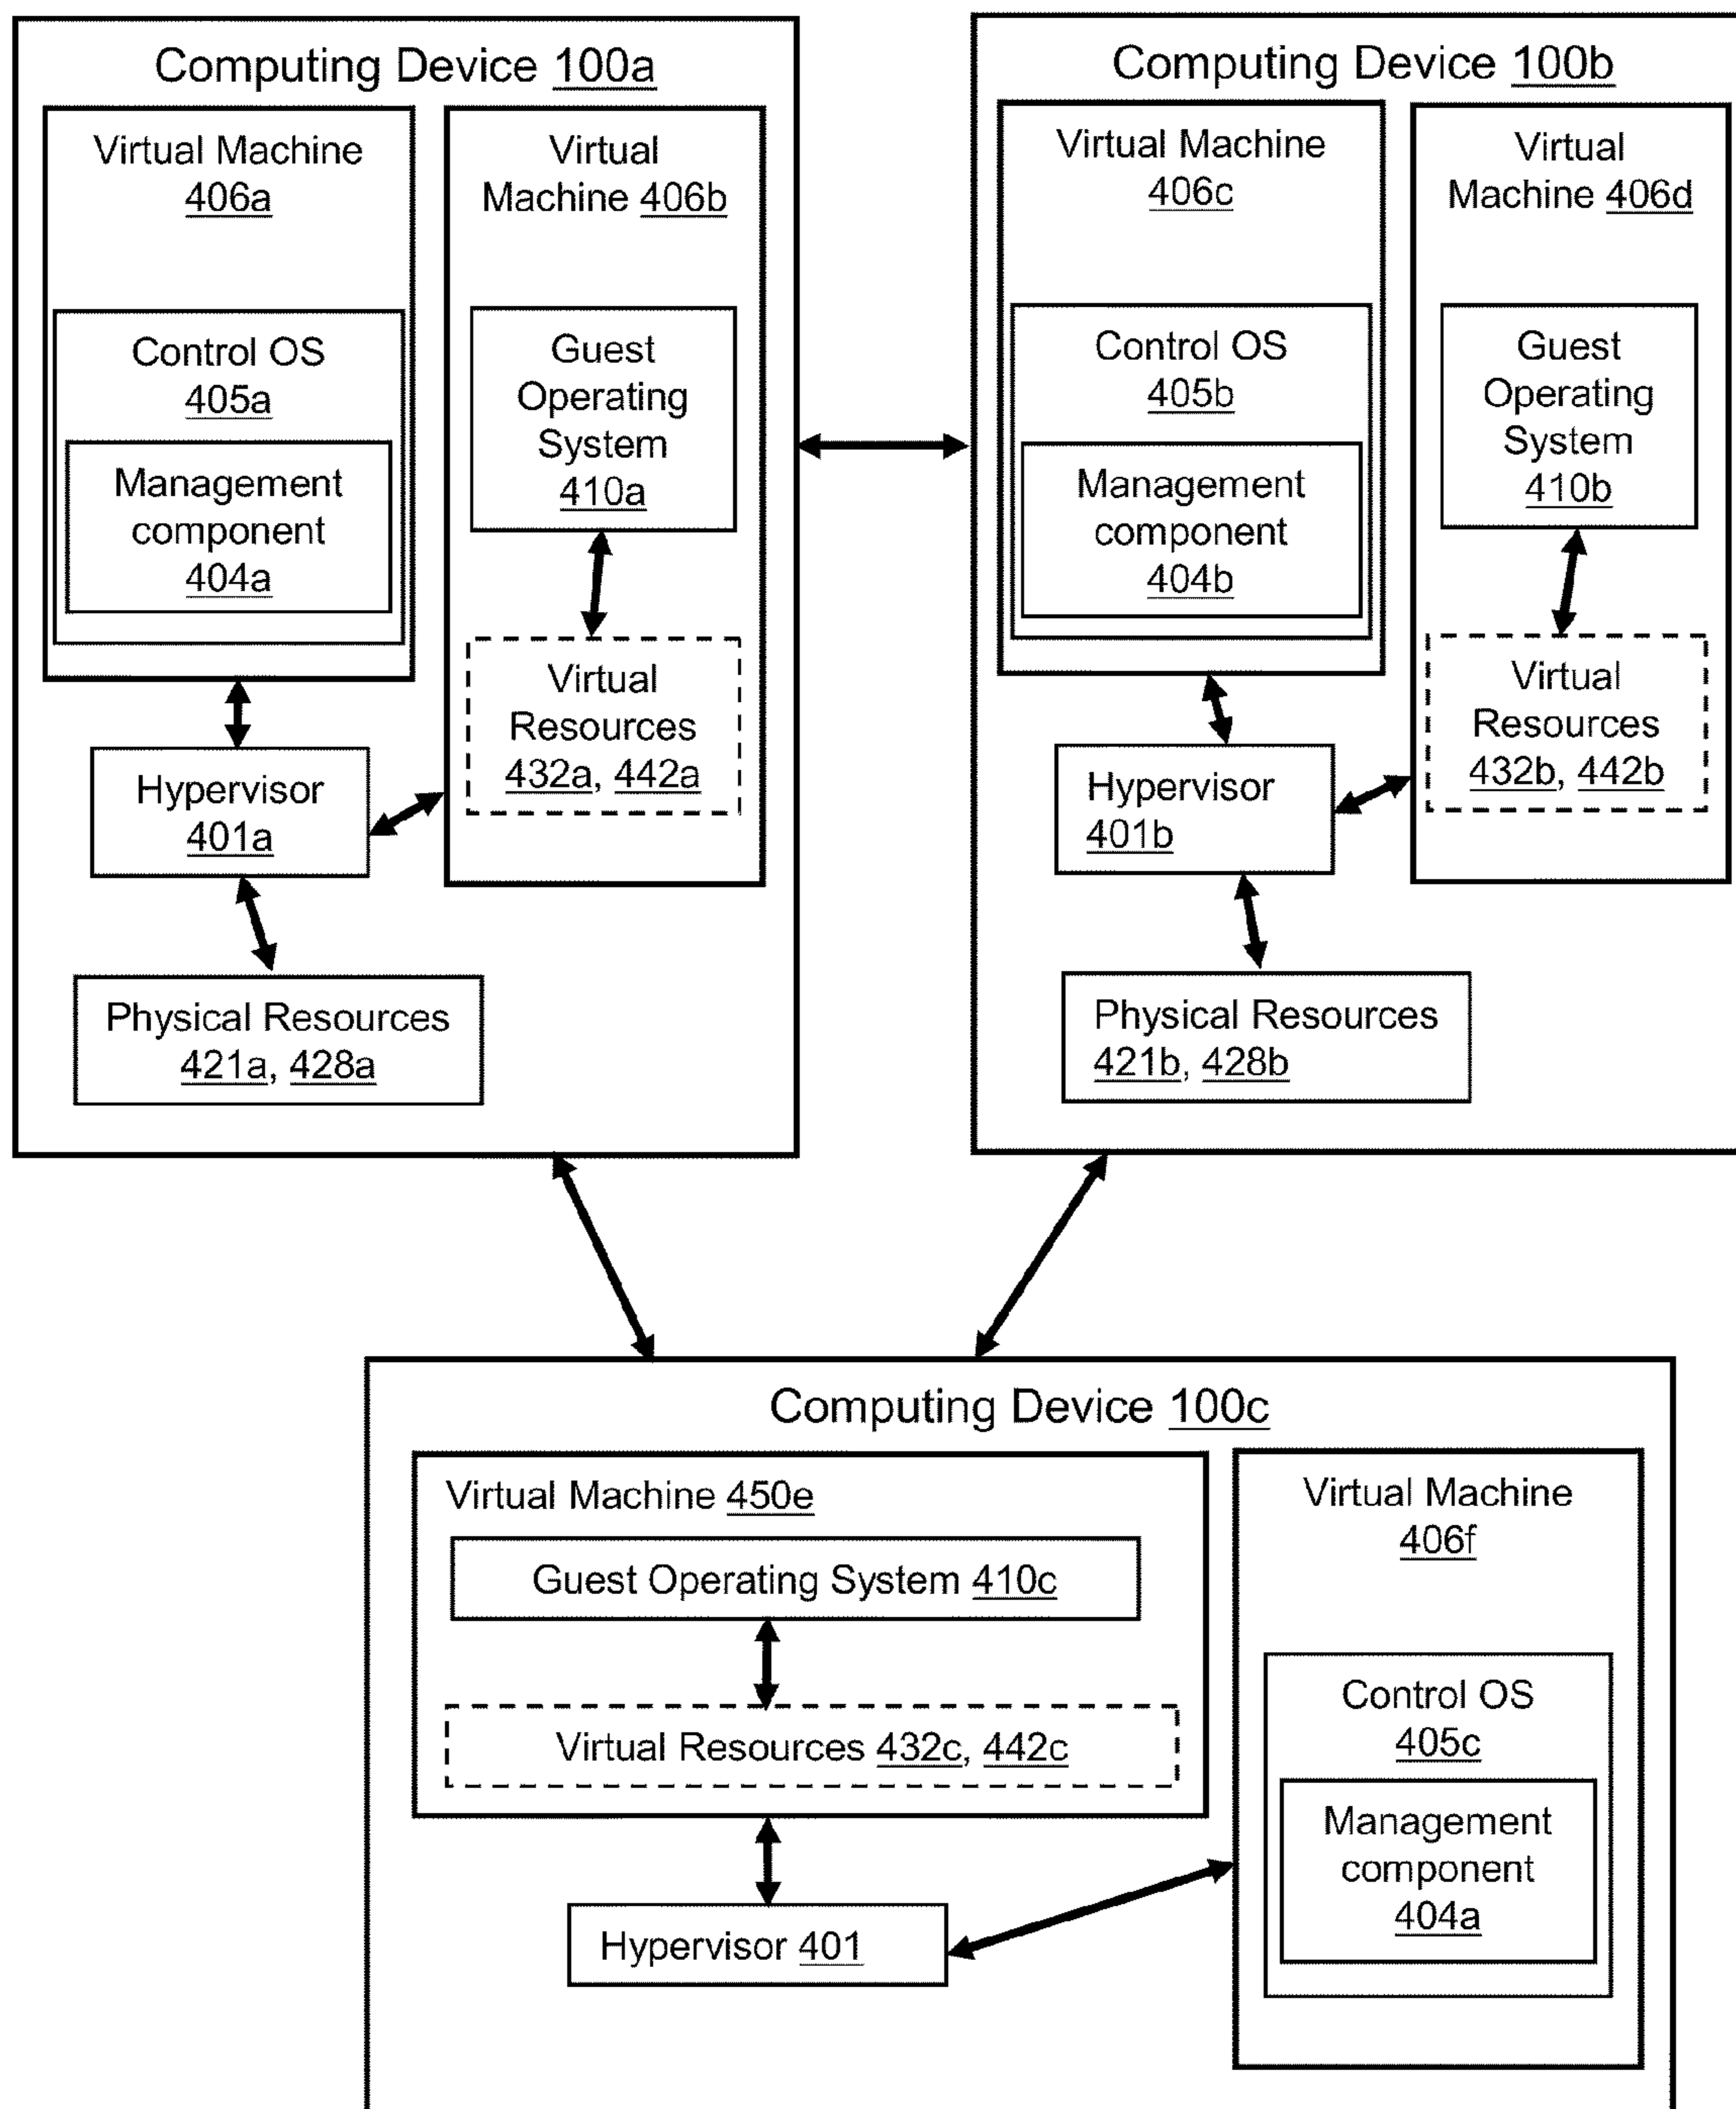 Computing Device 100a
Virtual Machine
406a
Control OS
405a
Management
component
404a
Virtual
Machine 406b
Guest
Operating
System
410a
Virtual
Resources
432a, 442a
Hypervisor
401a
Physical Resources
421a, 428a
Computing Device 100b
Virtual Machine
406c
Control OS
405b
Management
component
404b
Virtual
Machine 406d
Guest
Operating
System
410b
Virtual
Resources
432b, 442b
Hypervisor
401b
Physical Resources
421b, 428b
Computing Device 100c
Virtual Machine 450e
Guest Operating System 410c
Virtual Resources 432c, 442c
Hypervisor 401
Virtual Machine
406f
Control OS
405c
Management
component
404a